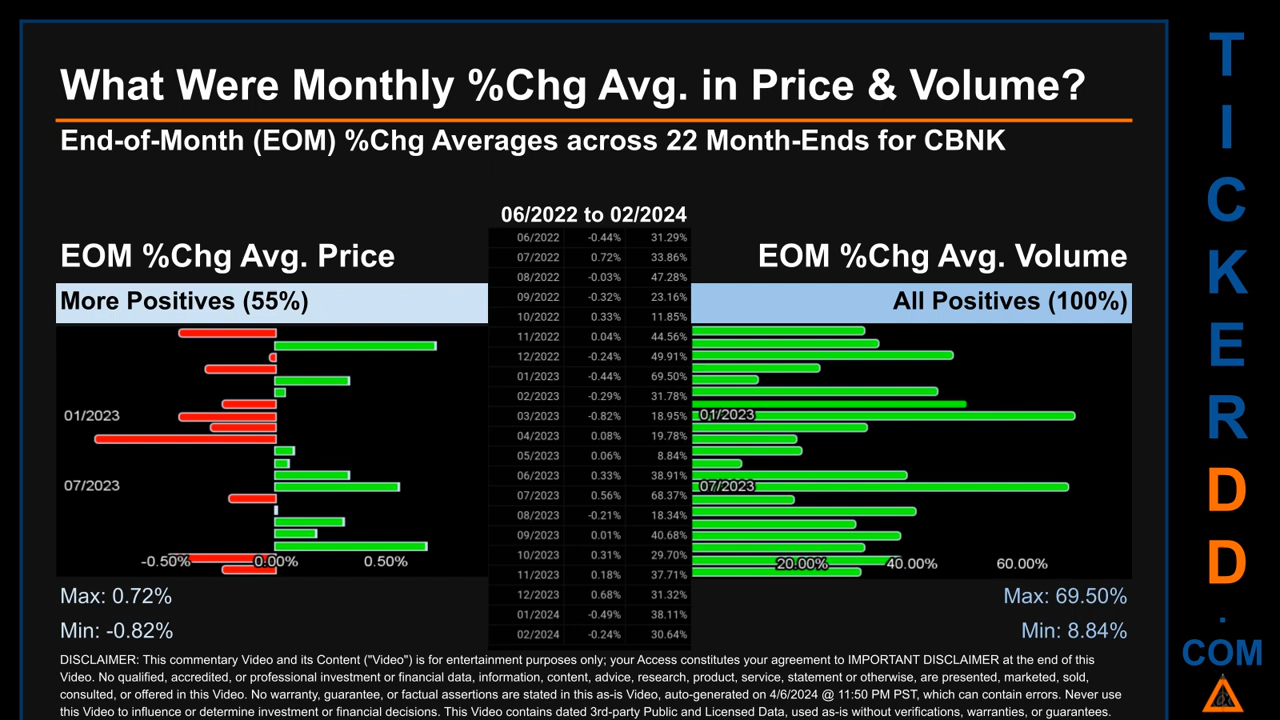 What Were Monthly %Chg Avg. in Price & Volume?
End-of-Month (EOM) %Chg Averages across 22 Month-Ends for CBNK
06/2022 to 02/2024
EOM %Chg Avg. Price
EOM %Chg Avg. Volume
More Positives (55%)
All Positives (100%)
06/2022 -0.44% 31.29%
07/2022 0.72% 33.86%
08/2022 -0.03% 47.28%
09/2022 -0.32% 23.16%
10/2022 0.33% 11.85%
11/2022 0.04% 44.56%
12/2022 -0.24% 49.91%
01/2023 -0.44% 69.50%
02/2023 -0.29% 31.78%
03/2023 -0.82% 18.95%
04/2023 0.08% 19.78%
05/2023 0.06% 8.84%
06/2023 0.33% 38.91%
07/2023 0.56% 68.37%
08/2023 -0.21% 18.34%
09/2023 0.01% 40.68%
10/2023 0.31% 29.70%
11/2023 0.18% 37.71%
12/2023 0.68% 31.32%
01/2024 -0.49% 38.11%
02/2024 -0.24% 30.64%
01/2023
07/2023
-0.50% 0.00% 0.50%
01/2023
07/2023
20.00% 40.00% 60.00%
Max: 0.72%
Min: -0.82%
Max: 69.50%
Min: 8.84%
DISCLAIMER: This commentary Video and its Content ("Video") is for entertainment purposes only; your Access constitutes your agreement to IMPORTANT DISCLAIMER at the end of this
Video. No qualified, accredited, or professional investment or financial data, information, content, advice, research, product, service, statement or otherwise, are presented, marketed, sold,
consulted, or offered in this Video. No warranty, guarantee, or factual assertions are stated in this as-is Video, auto-generated on 4/6/2024 @ 11:50 PM PST, which can contain errors. Never use
this Video to influence or determine investment or financial decisions. This Video contains dated 3rd-party Public and Licensed Data, used as-is without verifications, warranties, or guarantees.
T
I
C
K
E
R
D
D
.
COM